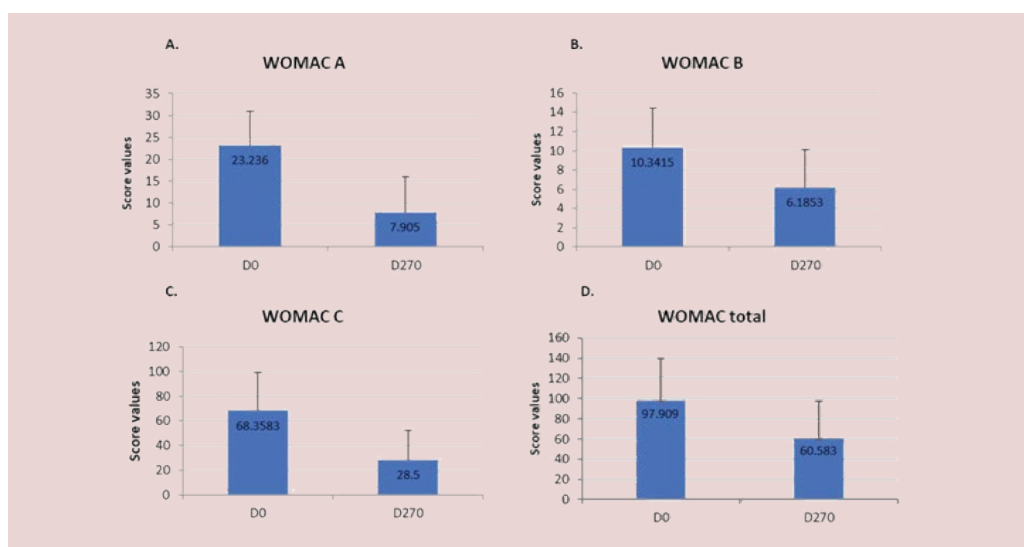 A.
WOMAC A
Score values
35
30
25
20
15
10
5
0
23.236
7.905
D0 D270
B.
WOMAC B
Score values
16
14
12
10
8
6
4
2
0
10.3415
6.1853
D0 D270
C.
WOMAC C
Score values
120
100
80
60
40
20
0
68.3583
28.5
D0 D270
D.
WOMAC total
Score values
160
140
120
100
80
60
40
20
0
97.909
60.583
D0 D270